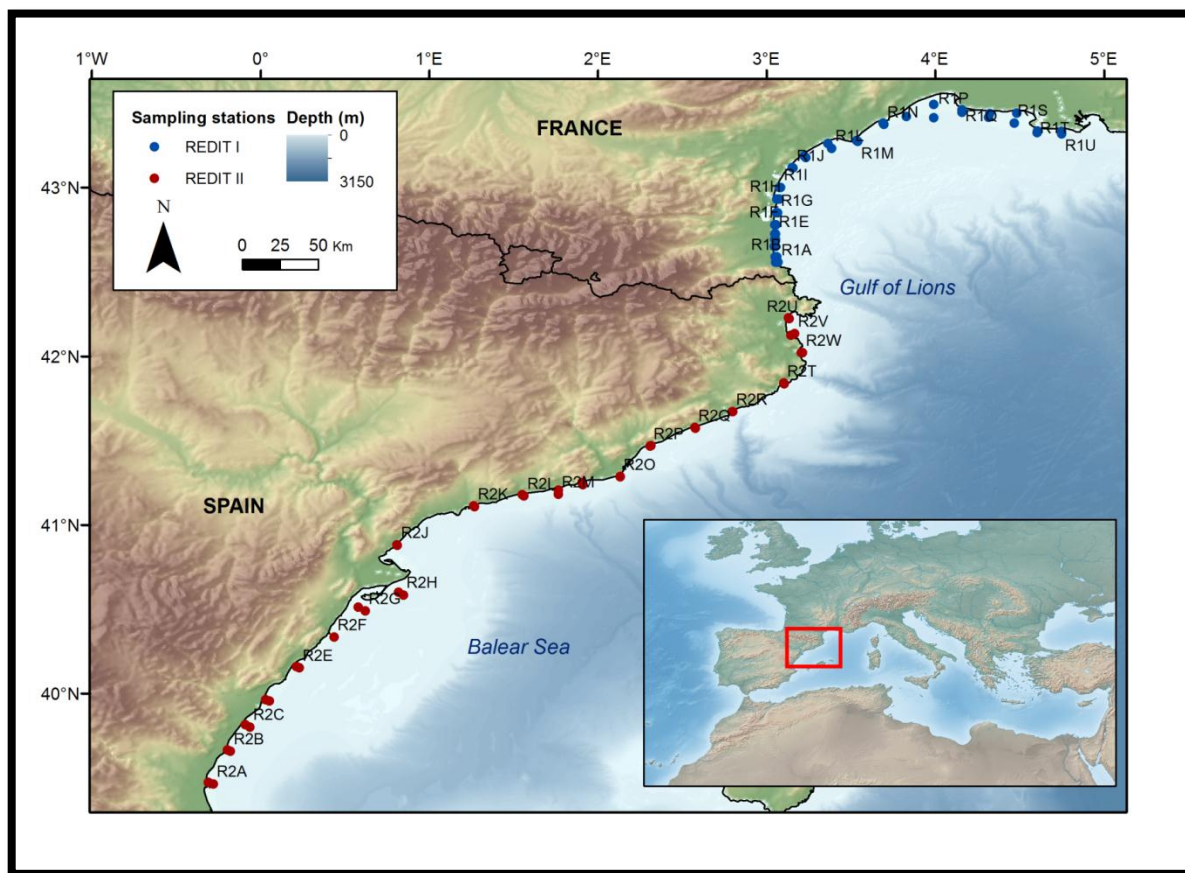 1°W 0° 1°E 2°E 3°E 4°E 5°E
Sampling stations
REDIT I
REDIT II
Depth (m)
0
3150
N
0 25 50 Km
FRANCE
43°N
42°N
41°N
40°N
SPAIN
Gulf of Lions
Balear Sea
R1P
R1N
R1S
R1Q
R1T
R1U
R1L
R1M
R1J
R1I
R1H
R1G
R1F
R1E
R1B
R1A
R2U
R2V
R2W
R2T
R2R
R2Q
R2P
R2O
R2M
R2L
R2K
R2J
R2H
R2G
R2F
R2E
R2C
R2B
R2A